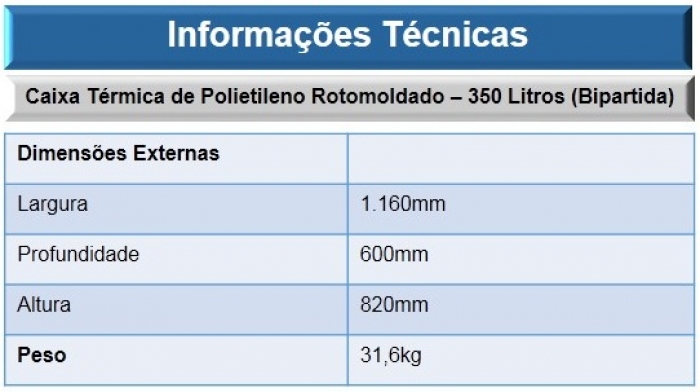 Informações Técnicas
Caixa Térmica de Polietileno Rotomoldado – 350 Litros (Bipartida)
Dimensões Externas
Largura 1.160mm
Profundidade 600mm
Altura 820mm
Peso 31,6kg